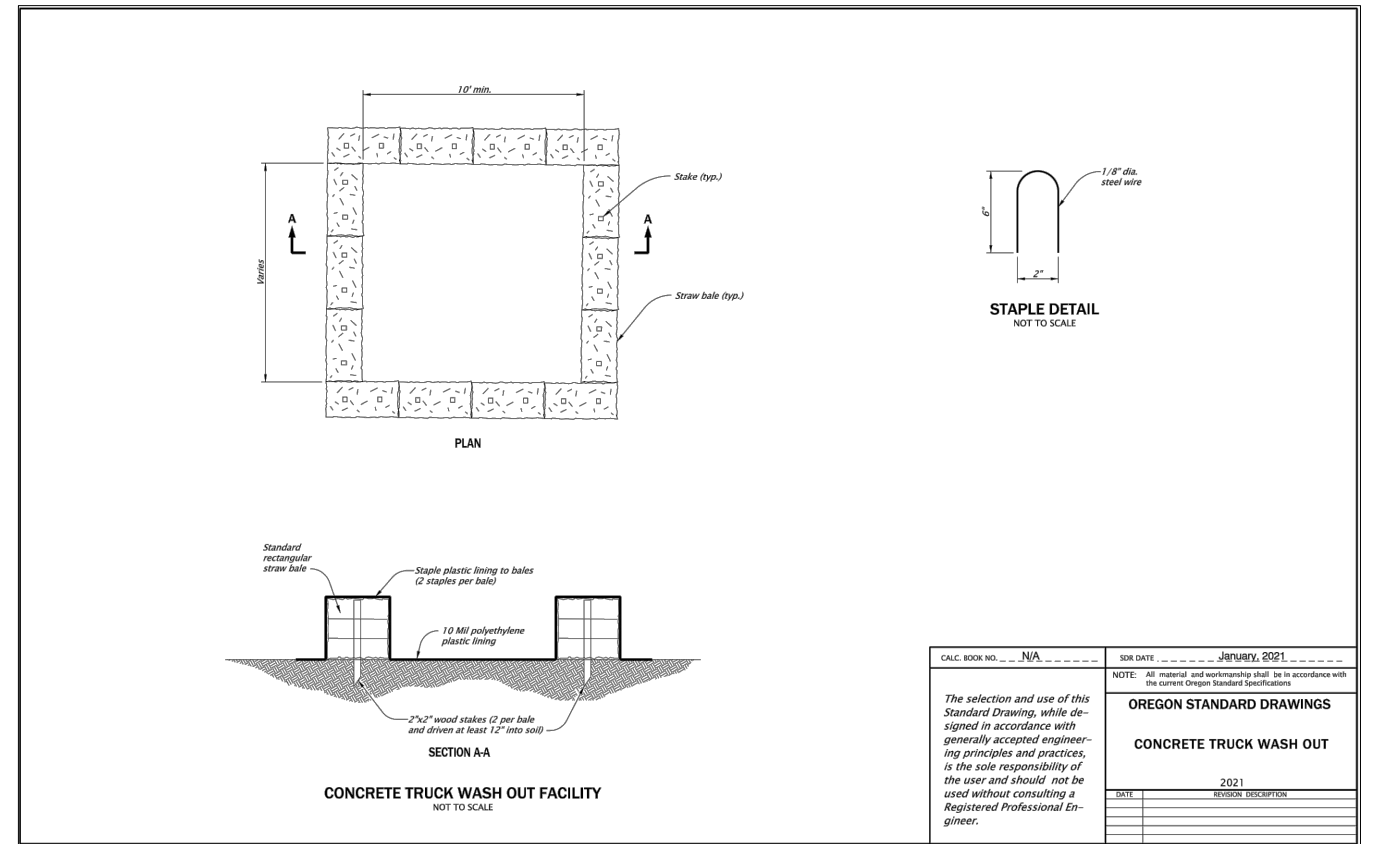 10' min.
Stake (typ.)
A
A
Varies
Straw bale (typ.)
PLAN
1/8" dia.
steel wire
6"
2"
STAPLE DETAIL
NOT TO SCALE
Standard
rectangular
straw bale
Staple plastic lining to bales
(2 staples per bale)
10 Mil polyethylene
plastic lining
2"x2" wood stakes (2 per bale
and driven at least 12" into soil)
SECTION A-A
CONCRETE TRUCK WASH OUT FACILITY
NOT TO SCALE
CALC. BOOK NO. N/A
SDR DATE January, 2021
NOTE: All material and workmanship shall be in accordance with
the current Oregon Standard Specifications
The selection and use of this
Standard Drawing, while de-
signed in accordance with
generally accepted engineer-
ing principles and practices,
is the sole responsibility of
the user and should not be
used without consulting a
Registered Professional En-
gineer.
OREGON STANDARD DRAWINGS
CONCRETE TRUCK WASH OUT
2021
DATE REVISION DESCRIPTION